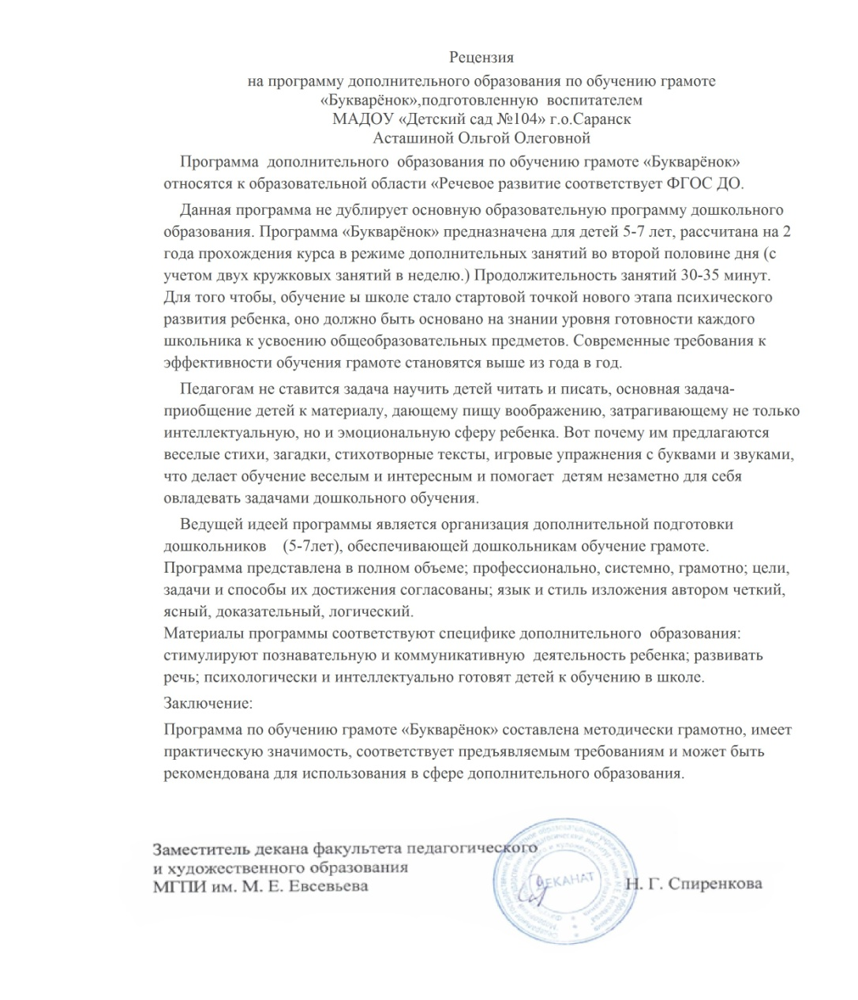 Рецензия
на программу дополнительного образования по обучению грамоте
«Букварёнок»,подготовленную воспитателем
МАДОУ «Детский сад №104» г.о.Саранск
Асташиной Ольгой Олеговной
Программа дополнительного образования по обучению грамоте «Букварёнок»
относятся к образовательной области «Речевое развитие соответствует ФГОС ДО.
Данная программа не дублирует основную образовательную программу дошкольного
образования. Программа «Букварёнок» предназначена для детей 5-7 лет, рассчитана на 2
года прохождения курса в режиме дополнительных занятий во второй половине дня (с
учетом двух кружковых занятий в неделю.) Продолжительность занятий 30-35 минут.
Для того чтобы, обучение ы школе стало стартовой точкой нового этапа психического
развития ребенка, оно должно быть основано на знании уровня готовности каждого
школьника к усвоению общеобразовательных предметов. Современные требования к
эффективности обучения грамоте становятся выше из года в год.
Педагогам не ставится задача научить детей читать и писать, основная задача-
приобщение детей к материалу, дающему пищу воображению, затрагивающему не только
интеллектуальную, но и эмоциональную сферу ребенка. Вот почему им предлагаются
веселые стихи, загадки, стихотворные тексты, игровые упражнения с буквами и звуками,
что делает обучение веселым и интересным и помогает детям незаметно для себя
овладевать задачами дошкольного обучения.
Ведущей идеей программы является организация дополнительной подготовки
дошкольников (5-7лет), обеспечивающей дошкольникам обучение грамоте.
Программа представлена в полном объеме; профессионально, системно, грамотно; цели,
задачи и способы их достижения согласованы; язык и стиль изложения автором четкий,
ясный, доказательный, логический.
Материалы программы соответствуют специфике дополнительного образования:
стимулируют познавательную и коммуникативную деятельность ребенка; развивать
речь; психологически и интеллектуально готовят детей к обучению в школе.
Заключение:
Программа по обучению грамоте «Букварёнок» составлена методически грамотно, имеет
практическую значимость, соответствует предъявляемым требованиям и может быть
рекомендована для использования в сфере дополнительного образования.
Заместитель декана факультета педагогического
и художественного образования
МГПИ им. М. Е. Евсевьева
ДЕКАНАТ
Н. Г. Спиренкова